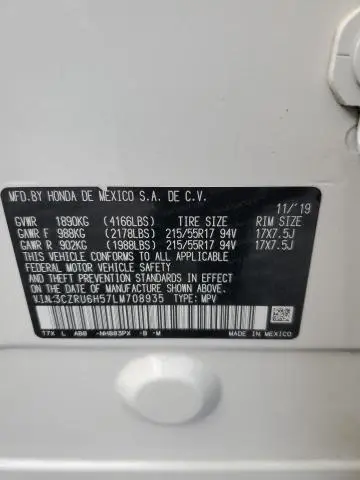 MFD.BY HONDA DE MEXICO S.A. DE C.V.
11/'19
GVWR 1890KG (4166LBS) TIRE SIZE RIM SIZE
GAWR F 988KG (2178LBS) 215/55R17 94V 17X7.5J
GAWR R 902KG (1988LBS) 215/55R17 94V 17X7.5J
THIS VEHICLE CONFORMS TO ALL APPLICABLE
FEDERAL MOTOR VEHICLE SAFETY AND
THEFT PREVENTION STANDARDS IN EFFECT ON
THE DATE OF MANUFACTURE SHOWN ABOVE.
V.I.N.3CZRU6H57LM708935 TYPE: MPV
T7X L ABB -NH883PX -B -M
MADE IN MEXICO